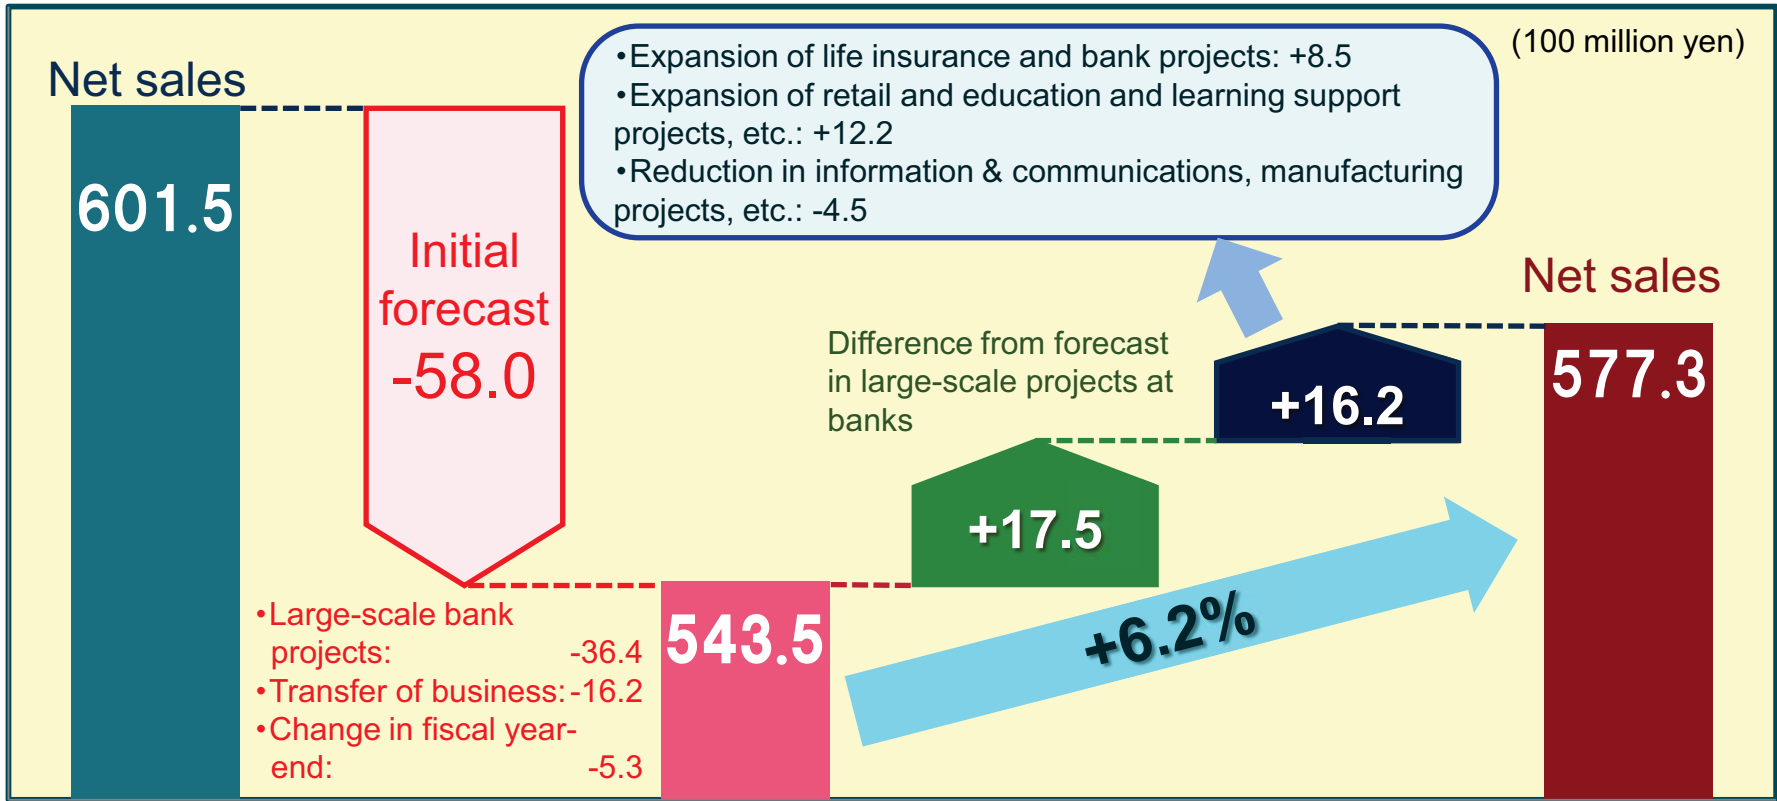 (100 million yen)
Net sales
601.5
Initial
forecast
-58.0
•Large-scale bank
projects: -36.4
•Transfer of business: -16.2
•Change in fiscal year-
end: -5.3
543.5
•Expansion of life insurance and bank projects: +8.5
•Expansion of retail and education and learning support
projects, etc.: +12.2
•Reduction in information & communications, manufacturing
projects, etc.: -4.5
Difference from forecast
in large-scale projects at
banks
+17.5
+16.2
+6.2%
Net sales
577.3